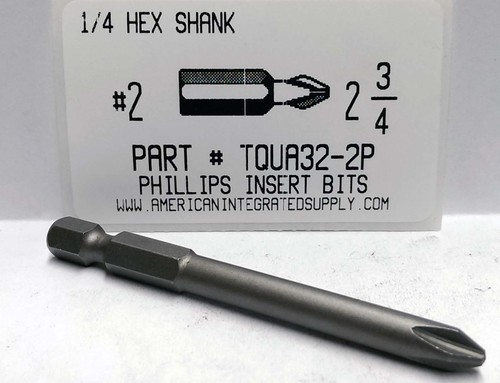 1/4 HEX SHANK
#2 2 3/4
PART # TQUA32-2P
PHILLIPS INSERT BITS
WWW.AMERICANINTEGRATEDSUPPLY.COM